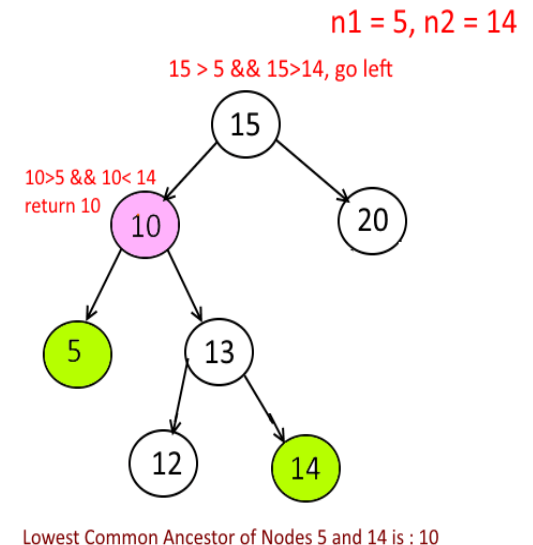 n1 = 5, n2 = 14
15 > 5 && 15>14, go left
15
10>5 && 10< 14
return 10
10
20
5
13
12
14
Lowest Common Ancestor of Nodes 5 and 14 is : 10